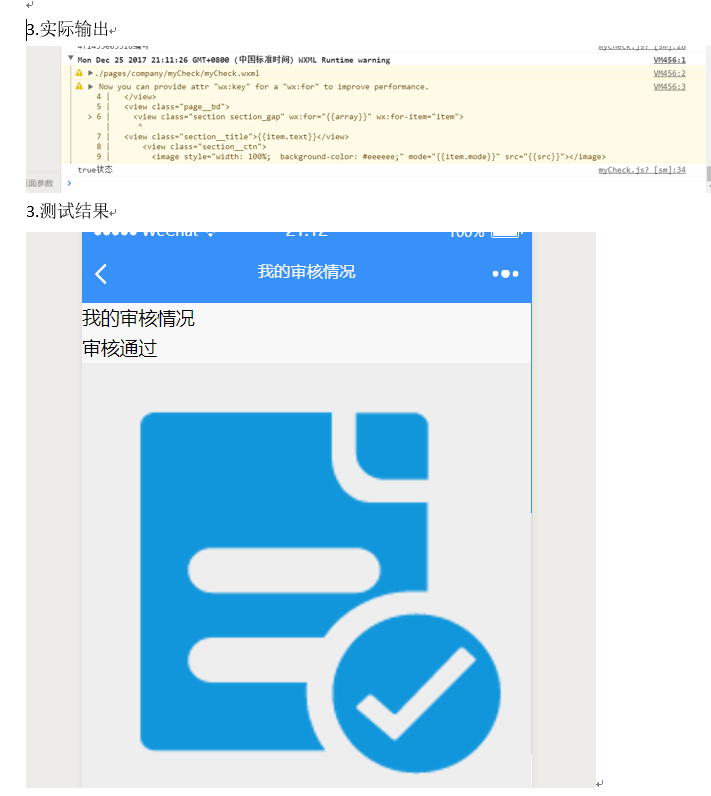 3.实际输出
myCheck.js? [sm]:28
Mon Dec 25 2017 21:11:26 GMT+0800 (中国标准时间) WXML Runtime warning VM456:1
./pages/company/myCheck/myCheck.wxml VM456:2
Now you can provide attr "wx:key" for a "wx:for" to improve performance. VM456:3
4 | </view>
5 | <view class="page__bd">
> 6 | <view class="section section_gap" wx:for="{{array}}" wx:for-item="item">
| ^
7 | <view class="section__title">{{item.text}}</view>
8 | <view class="section__ctn">
9 | <image style="width: 100%; background-color: #eeeeee;" mode="{{item.mode}}" src="{{src}}"></image>
true状态 myCheck.js? [sm]:34
面参数
3.测试结果
WeChat 21:12 100%
我的审核情况
我的审核情况
审核通过